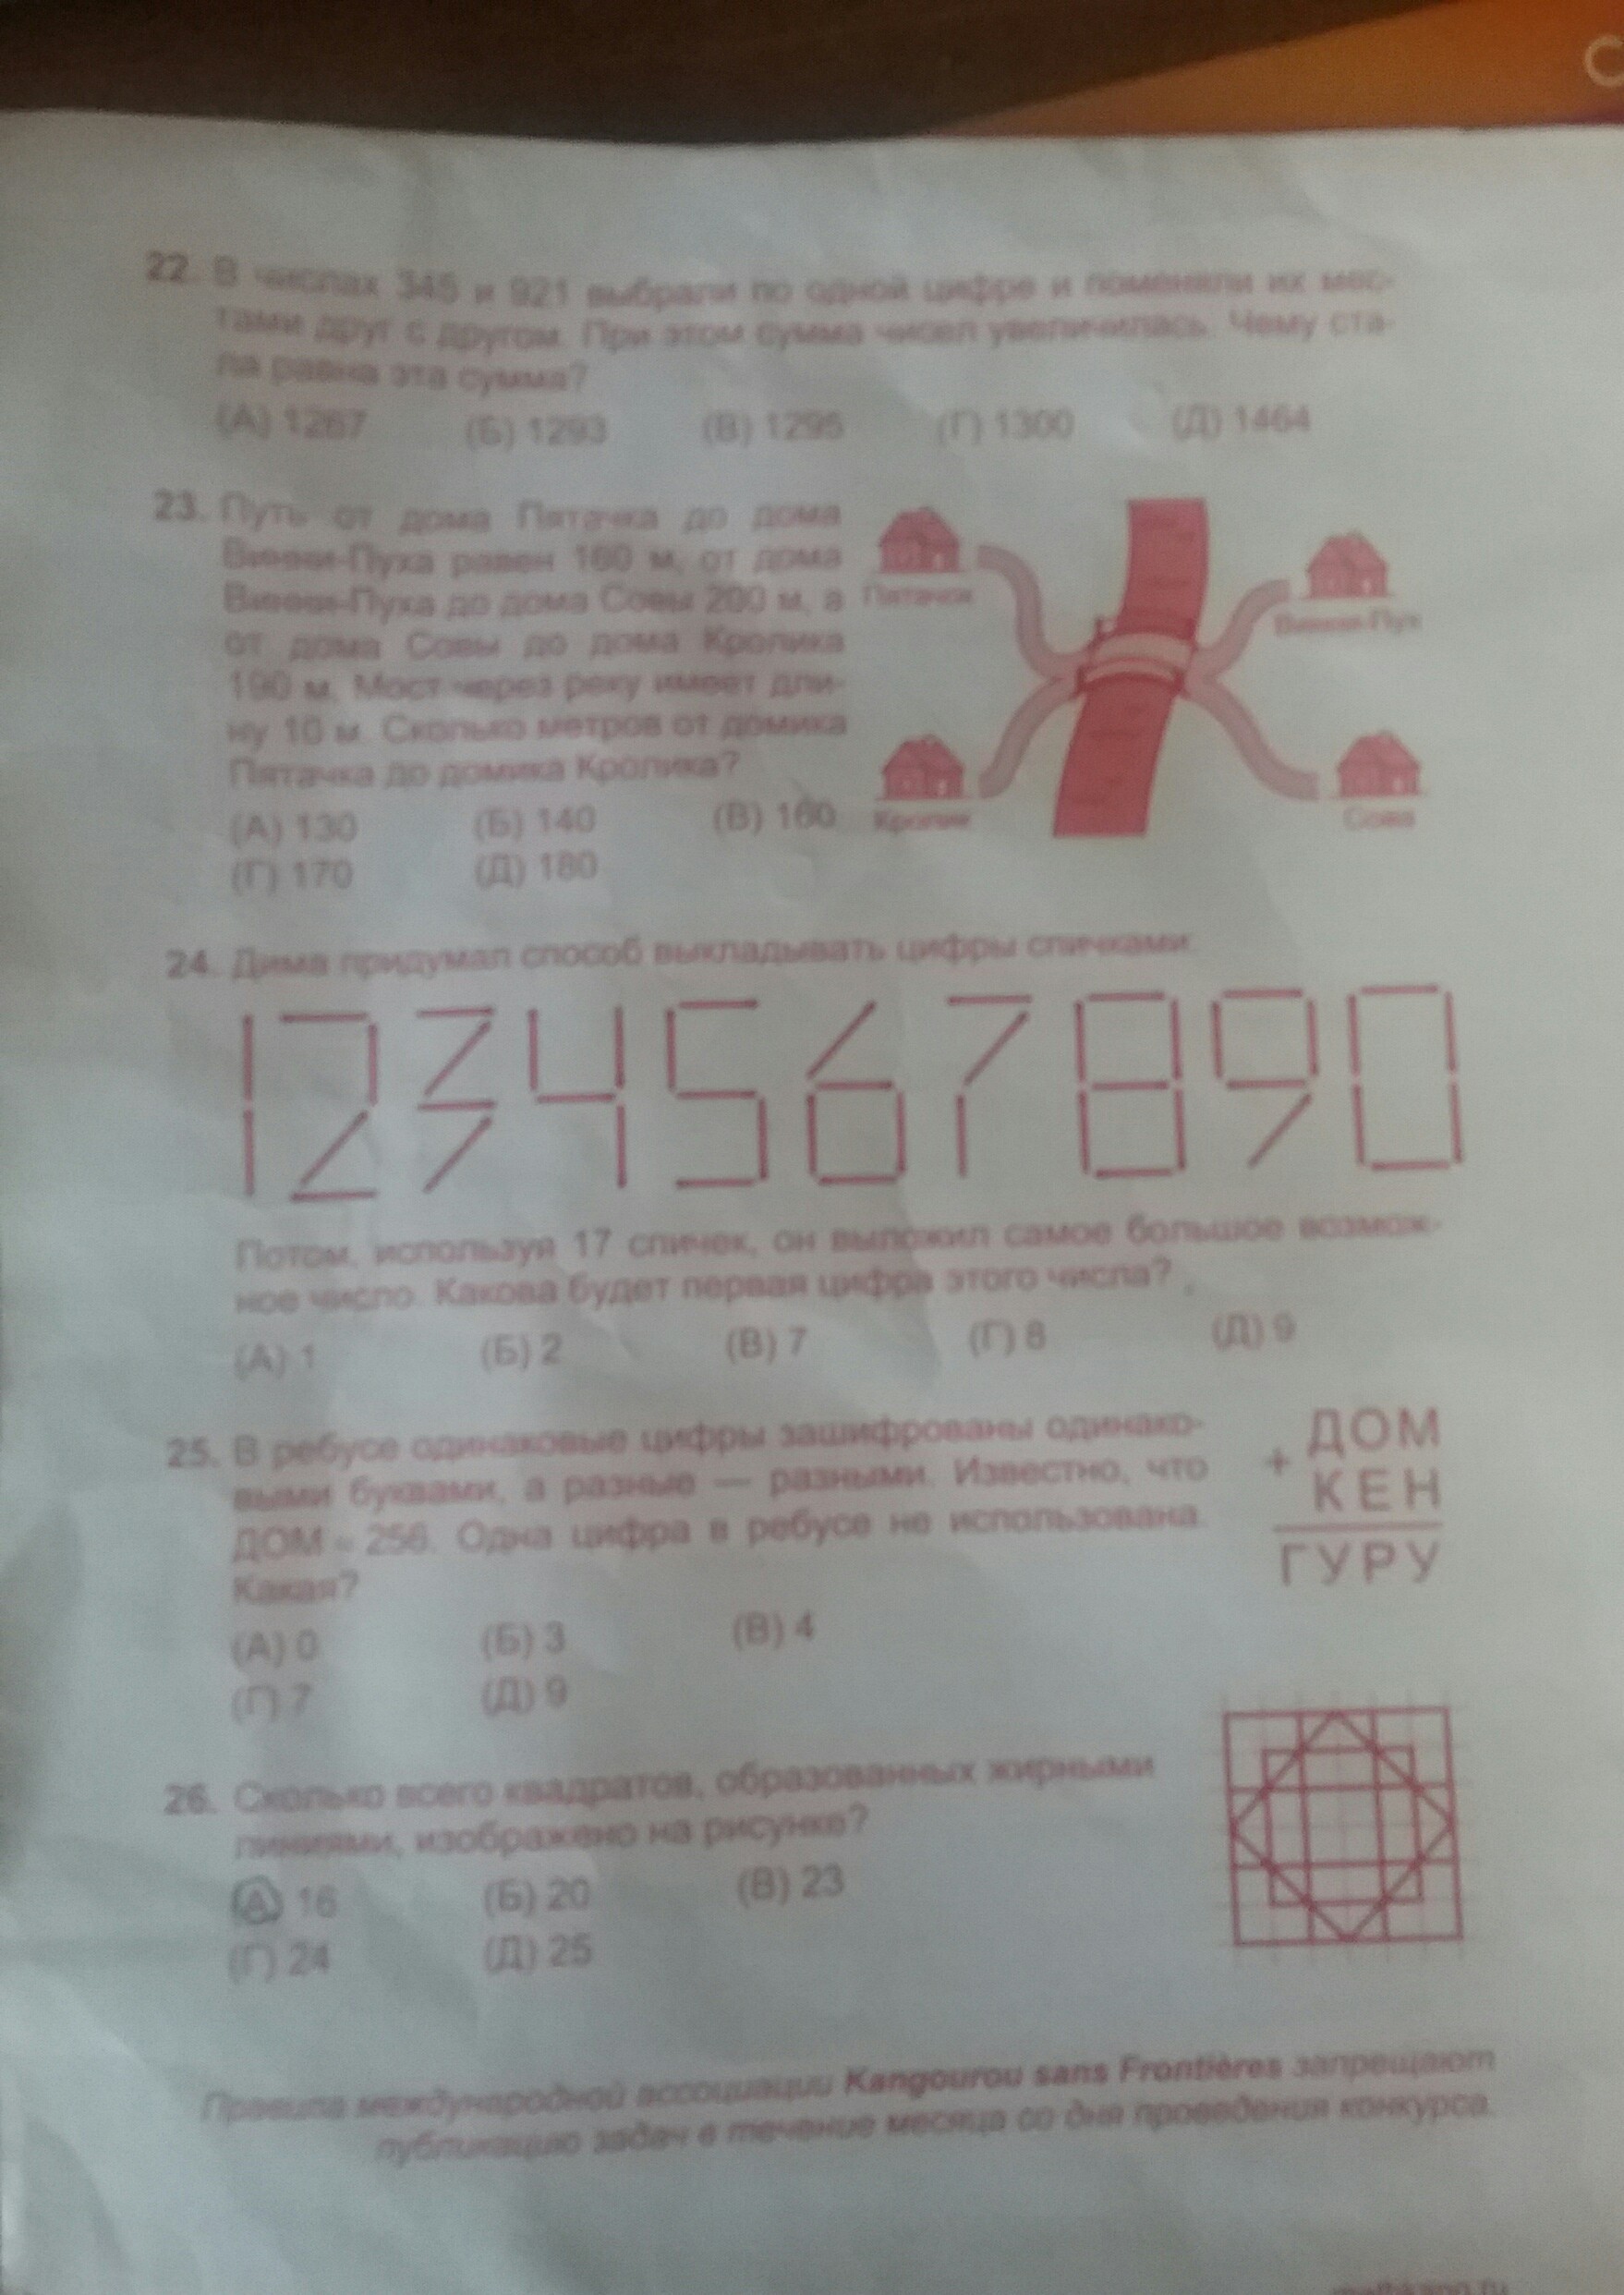 22. В числах 345 и 921 выбрали по одной цифре и поменяли их мес-
тами друг с другом. При этом сумма чисел увеличилась. Чему ста-
ла равна эта сумма?
(А) 1267 (Б) 1293 (В) 1295 (Г) 1300 (Д) 1464
23. Путь от дома Пятачка до дома
Винни-Пуха равен 160 м, от дома
Винни-Пуха до дома Совы 200 м, а
от дома Совы до дома Кролика
190 м. Мост через реку имеет дли-
ну 10 м. Сколько метров от домика
Пятачка до домика Кролика?
(А) 130 (Б) 140 (В) 160
(Г) 170 (Д) 180
Пятачок
Винни-Пух
Кролик
Сова
24. Дима придумал способ выкладывать цифры спичками:
1234567890
Потом, используя 17 спичек, он выложил самое большое возмож-
ное число. Какова будет первая цифра этого числа?
(А) 1 (Б) 2 (В) 7 (Г) 8 (Д) 9
25. В ребусе одинаковые цифры зашифрованы одинако-
выми буквами, а разные — разными. Известно, что
ДОМ = 256. Одна цифра в ребусе не использована.
Какая?
ДОМ
+
КЕН
ГУРУ
(А) 0 (Б) 3 (В) 4
(Г) 7 (Д) 9
26. Сколько всего квадратов, образованных жирными
линиями, изображено на рисунке?
(А) 16 (Б) 20 (В) 23
(Г) 24 (Д) 25
Правила международной ассоциации Kangourou sans Frontières запрещают
публикацию задач в течение месяца со дня проведения конкурса.